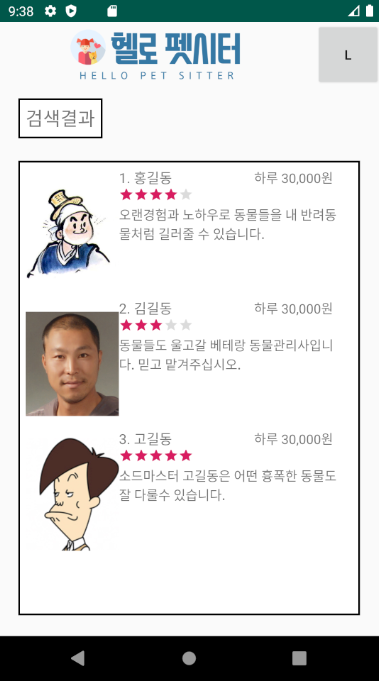 9:38
헬로 펫시터
HELLO PET SITTER
L
검색결과
1. 홍길동 하루 30,000원
오랜경험과 노하우로 동물들을 내 반려동
물처럼 길러줄 수 있습니다.
2. 김길동 하루 30,000원
동물들도 울고갈 베테랑 동물관리사입니
다. 믿고 맡겨주십시오.
3. 고길동 하루 30,000원
소드마스터 고길동은 어떤 흉폭한 동물도
잘 다룰수 있습니다.